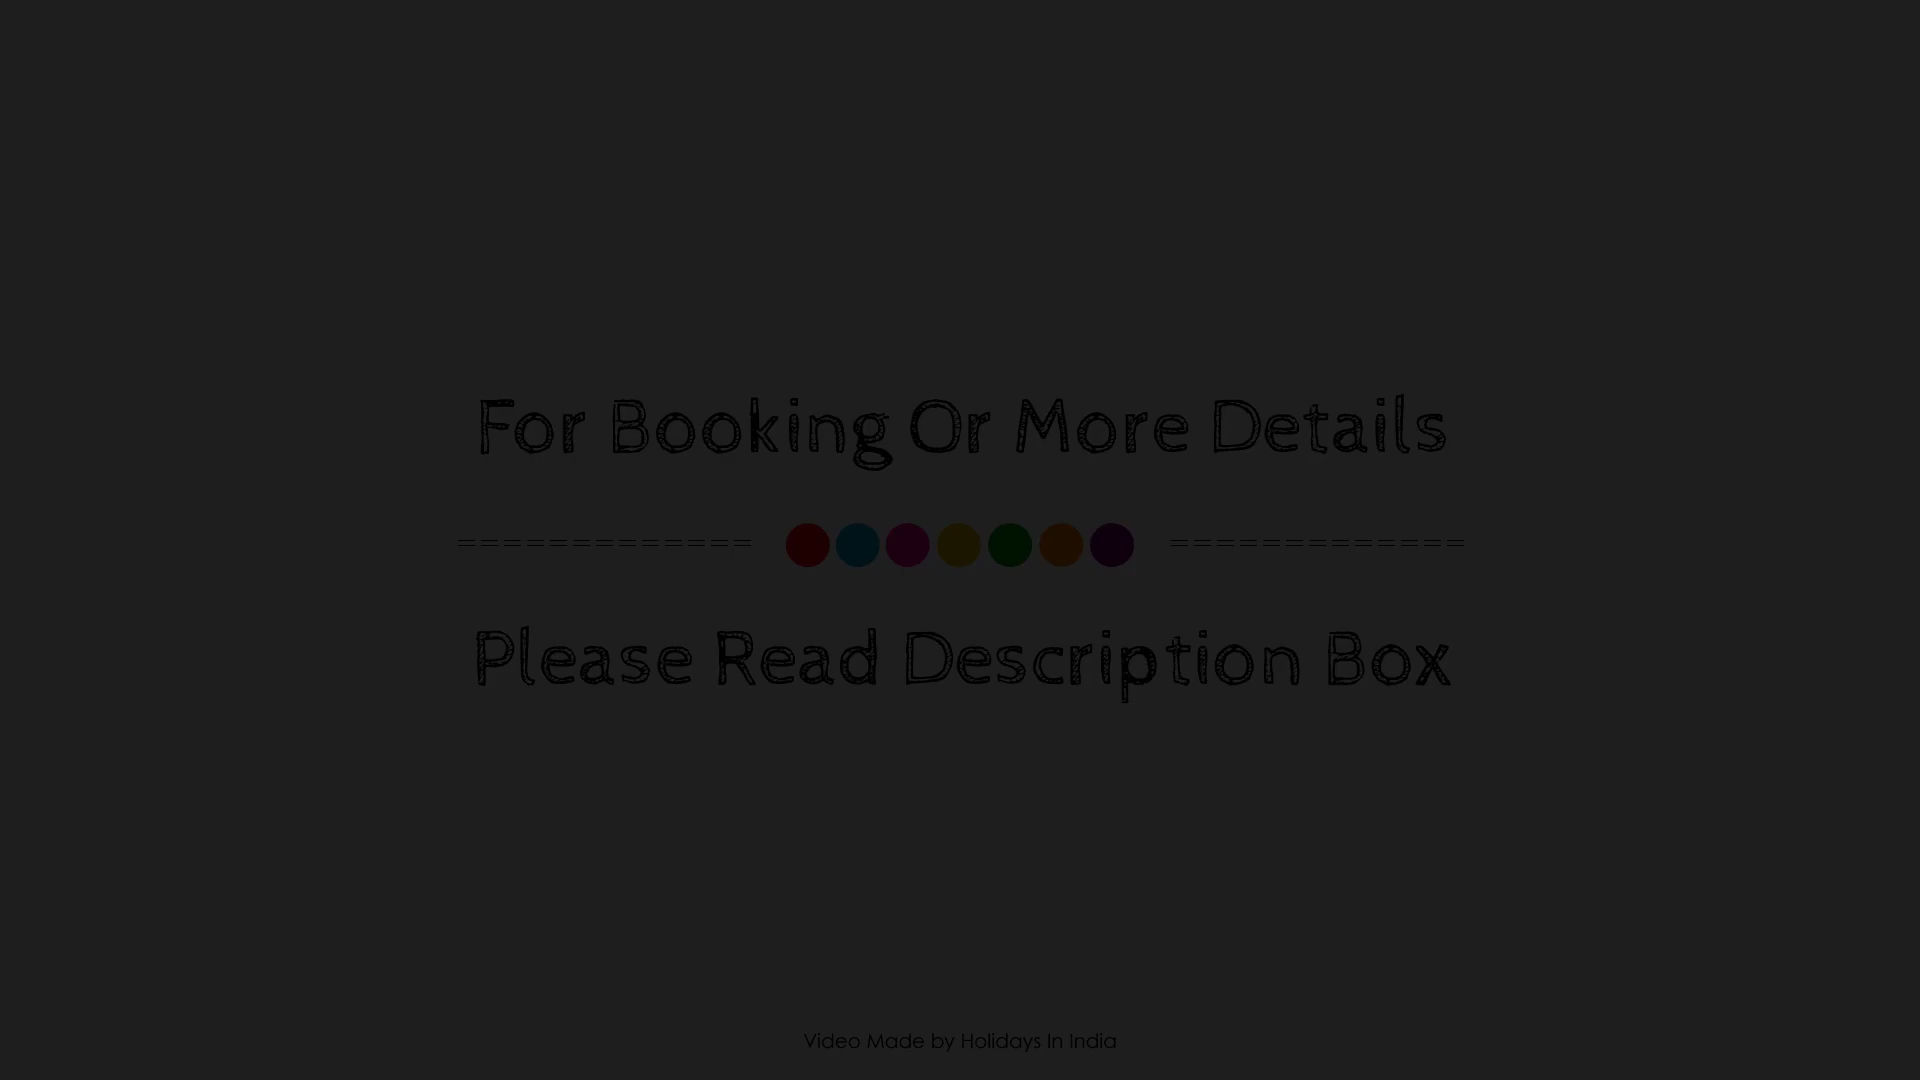 For Booking Or More Details
============= =============
Please Read Description Box
Video Made by Holidays In India